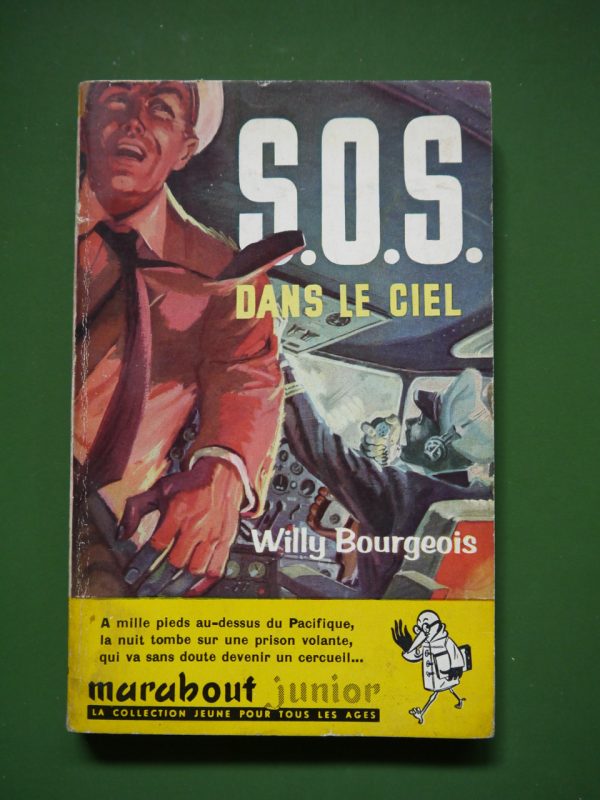 S.O.S.
DANS LE CIEL
Willy Bourgeois
A mille pieds au-dessus du Pacifique,
la nuit tombe sur une prison volante,
qui va sans doute devenir un cercueil...
marabout junior
LA COLLECTION JEUNE POUR TOUS LES AGES